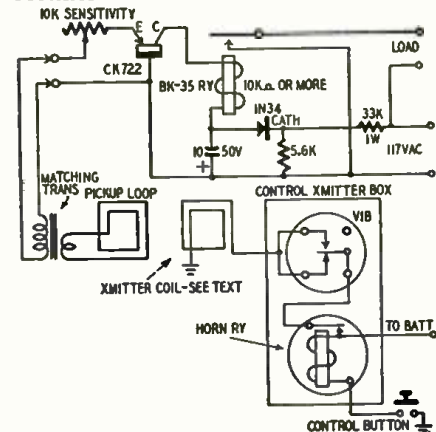 10K SENSITIVITY
E C
CK722
BK-35 RY
10KΩ OR MORE
LOAD
1N34
CATH
33K
1W
117VAC
10
50V
+
5.6K
MATCHING
TRANS
PICKUP LOOP
CONTROL XMITTER BOX
VIB
XMITTER COIL-SEE TEXT
HORN RY
TO BATT
CONTROL BUTTON